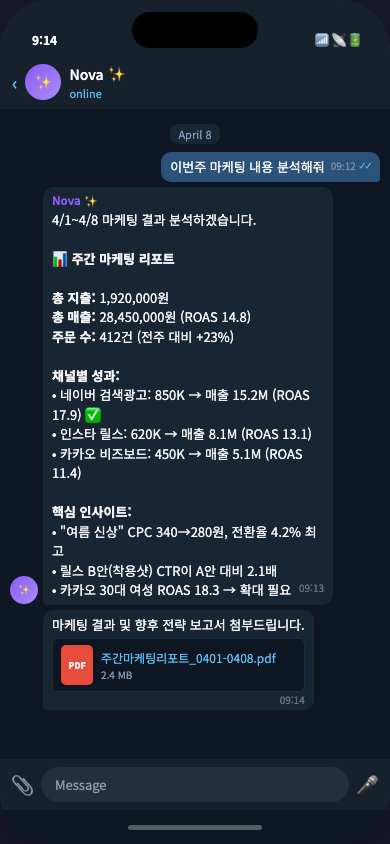 9:14
Nova ✨
online
April 8
이번주 마케팅 내용 분석해줘 09:12
Nova ✨
4/1~4/8 마케팅 결과 분석하겠습니다.
📊 주간 마케팅 리포트
총 지출: 1,920,000원
총 매출: 28,450,000원 (ROAS 14.8)
주문 수: 412건 (전주 대비 +23%)
채널별 성과:
• 네이버 검색광고: 850K → 매출 15.2M (ROAS
17.9) ✅
• 인스타 릴스: 620K → 매출 8.1M (ROAS 13.1)
• 카카오 비즈보드: 450K → 매출 5.1M (ROAS
11.4)
핵심 인사이트:
• "여름 신상" CPC 340→280원, 전환율 4.2% 최
고
• 릴스 B안(착용샷) CTR이 A안 대비 2.1배
• 카카오 30대 여성 ROAS 18.3 → 확대 필요 09:13
마케팅 결과 및 향후 전략 보고서 첨부드립니다.
PDF
주간마케팅리포트_0401-0408.pdf
2.4 MB
09:14
Message